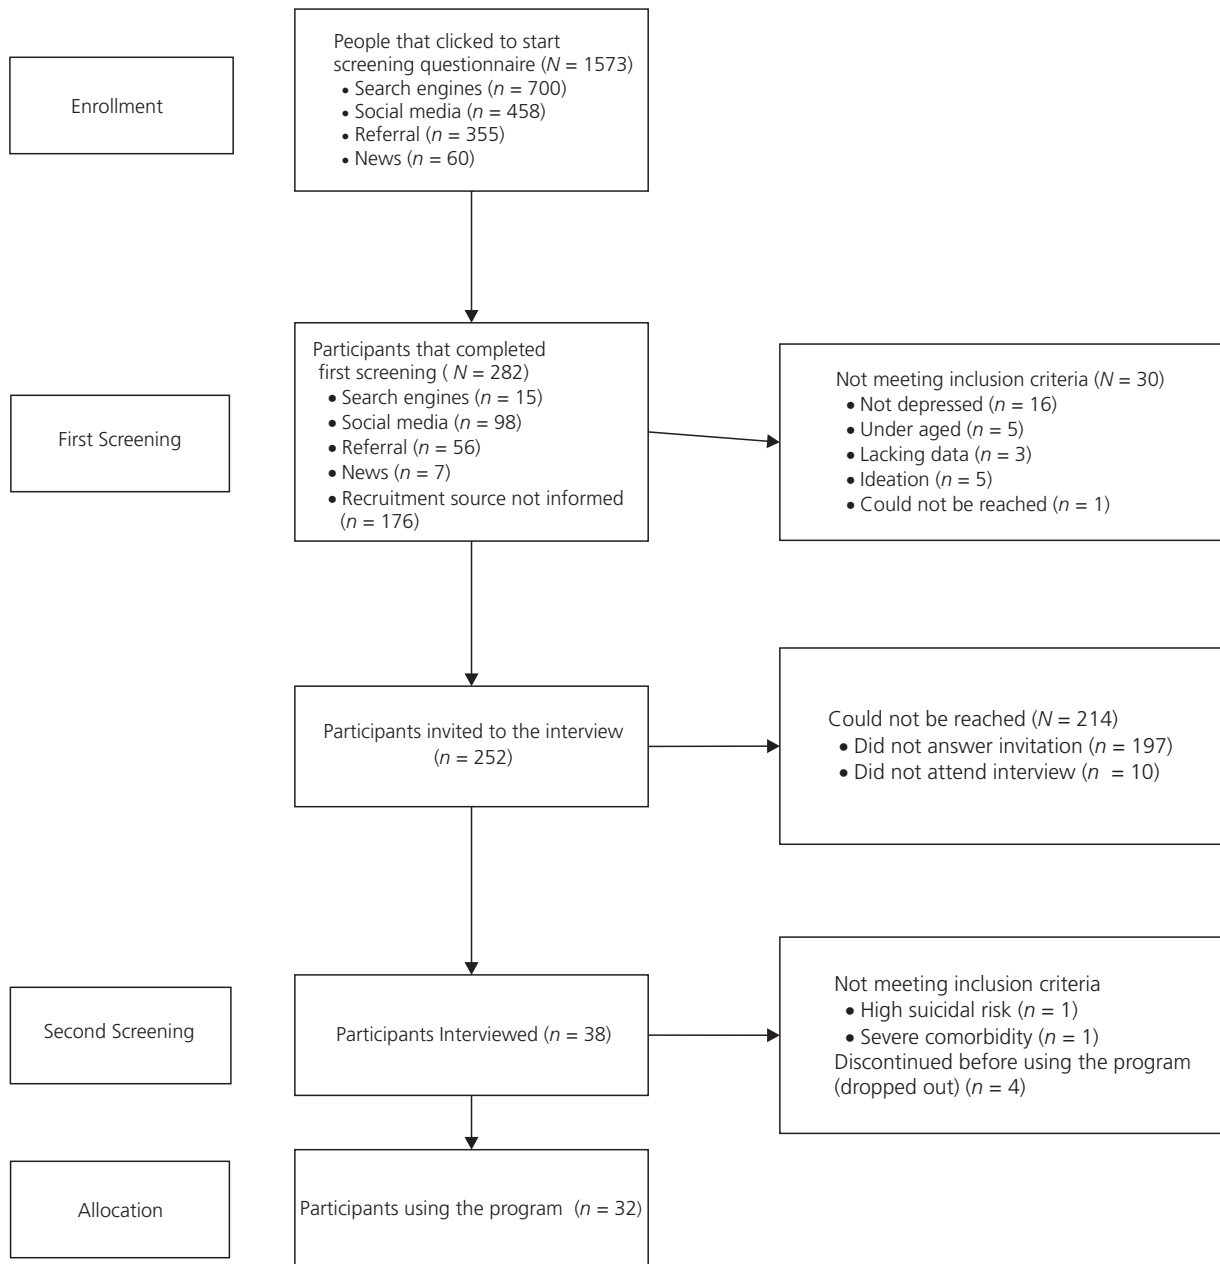 Enrollment
People that clicked to start
screening questionnaire (N = 1573)
• Search engines (n = 700)
• Social media (n = 458)
• Referral (n = 355)
• News (n = 60)
First Screening
Participants that completed
first screening ( N = 282)
• Search engines (n = 15)
• Social media (n = 98)
• Referral (n = 56)
• News (n = 7)
• Recruitment source not informed
(n = 176)
Not meeting inclusion criteria (N = 30)
• Not depressed (n = 16)
• Under aged (n = 5)
• Lacking data (n = 3)
• Ideation (n = 5)
• Could not be reached (n = 1)
Participants invited to the interview
(n = 252)
Could not be reached (N = 214)
• Did not answer invitation (n = 197)
• Did not attend interview (n = 10)
Second Screening
Participants Interviewed (n = 38)
Not meeting inclusion criteria
• High suicidal risk (n = 1)
• Severe comorbidity (n = 1)
Discontinued before using the program
(dropped out) (n = 4)
Allocation
Participants using the program (n = 32)